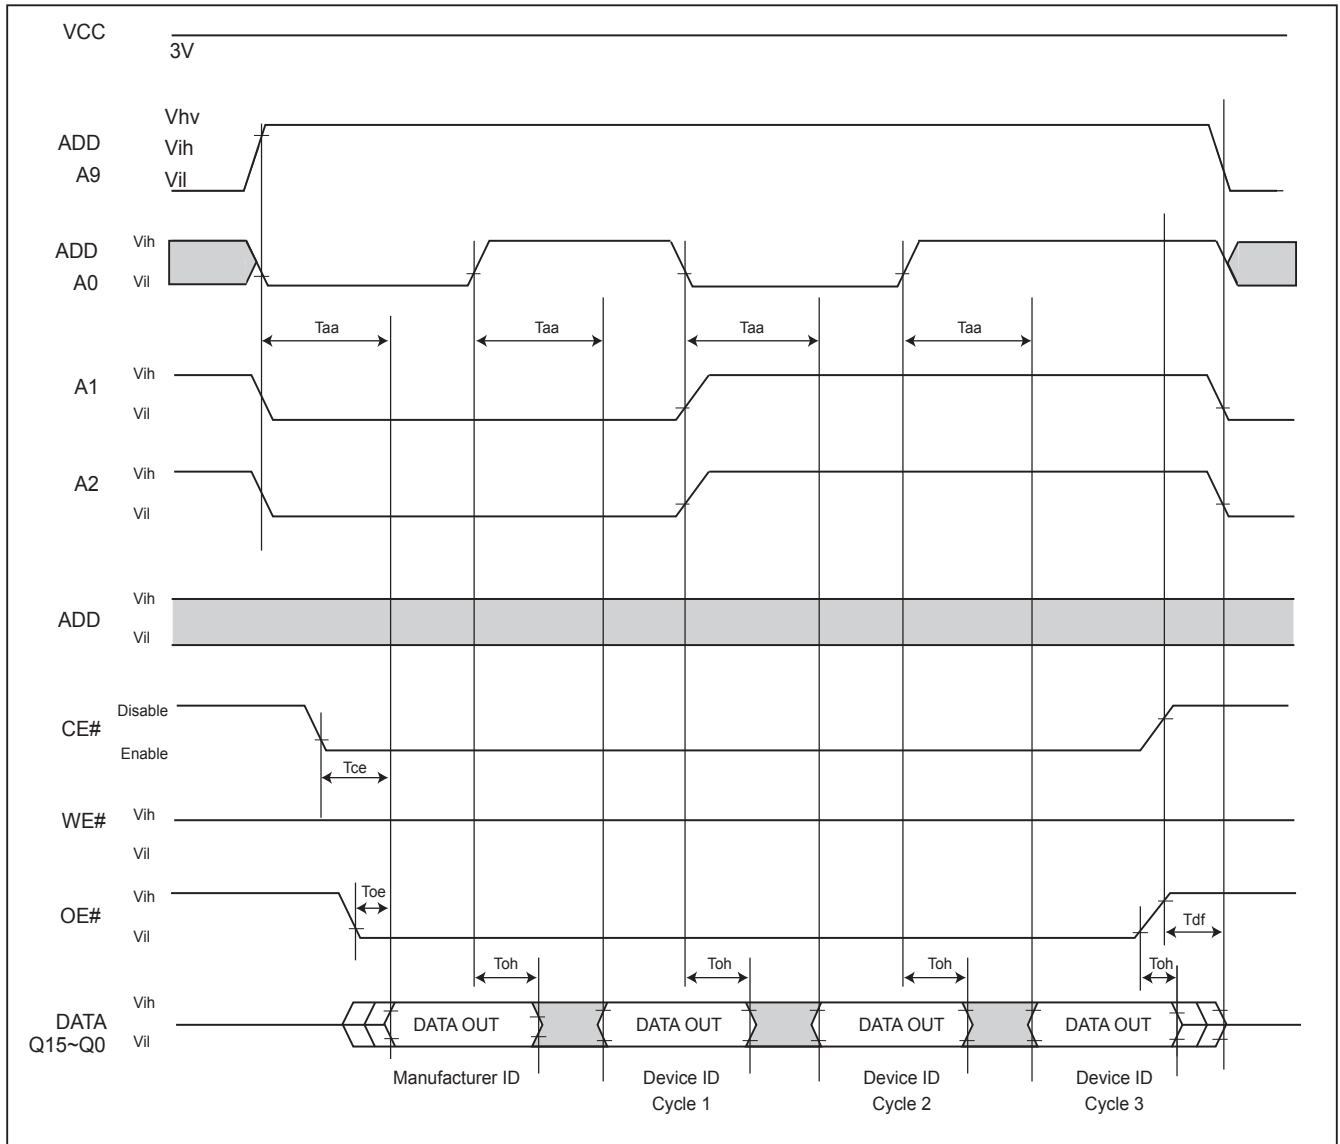 VCC
3V
ADD
A9
Vhv
Vih
Vil
ADD
A0
Vih
Vil
Taa
Taa
Taa
Taa
A1
Vih
Vil
A2
Vih
Vil
ADD
Vih
Vil
CE#
Disable
Enable
Tce
WE#
Vih
Vil
OE#
Vih
Vil
Toe
Tdf
Toh
Toh
Toh
Toh
DATA
Q15~Q0
Vih
Vil
DATA OUT
DATA OUT
DATA OUT
DATA OUT
Manufacturer ID
Device ID
Cycle 1
Device ID
Cycle 2
Device ID
Cycle 3